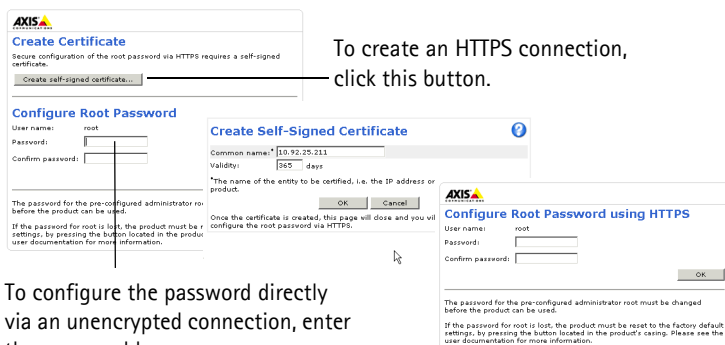 AXIS
COMMUNICATIONS
Create Certificate
Secure configuration of the root password via HTTPS requires a self-signed
certificate.
Create self-signed certificate...
To create an HTTPS connection,
click this button.
Configure Root Password
User name: root
Password:
Confirm password:
The password for the pre-configured administrator
before the product can be used.
If the password for root is lost, the product must be
settings, by pressing the button located in the
user documentation for more information.
Create Self-Signed Certificate
Common name:* 10.92.25.211
Validity: 365 days
*The name of the entity to be certified, i.e. the IP address or
product.
OK Cancel
Once the certificate is created, this page will close and you
configure the root password via HTTPS.
AXIS
COMMUNICATIONS
Configure Root Password using HTTPS
User name: root
Password:
Confirm password:
OK
The password for the pre-configured administrator root must be changed
before the product can be used.
If the password for root is lost, the product must be reset to the factory default
settings, by pressing the button located in the product's casing. Please see the
user documentation for more information.
To configure the password directly
via an unencrypted connection, enter